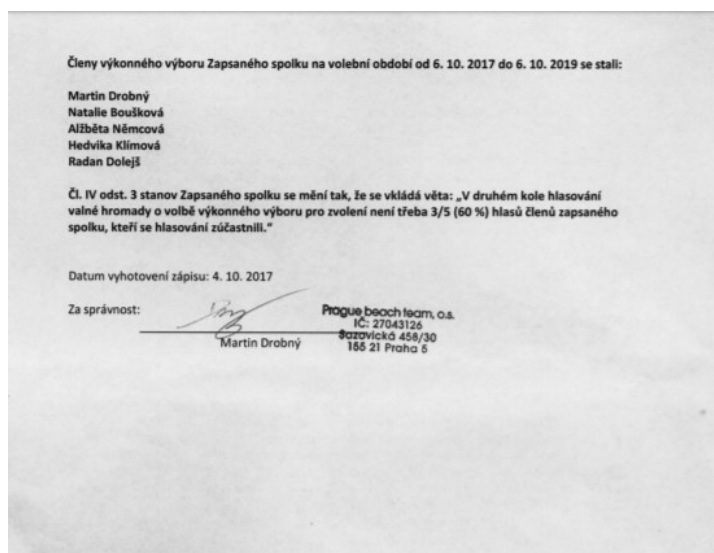 Členy výkonného výboru Zapsaného spolku na volební období od 6. 10. 2017 do 6. 10. 2019 se stali:
Martin Drobný
Natalie Boušková
Alžběta Němcová
Hedvika Klímová
Radan Dolejš
Čl. IV odst. 3 stanov Zapsaného spolku se mění tak, že se vkládá věta: „V druhém kole hlasování
valné hromady o volbě výkonného výboru pro zvolení není třeba 3/5 (60 %) hlasů členů zapsaného
spolku, kteří se hlasování zúčastnili.“
Datum vyhotovení zápisu: 4. 10. 2017
Za správnost:
Prague beach team, o.s.
IČ: 27043126
Sazovická 458/30
155 21 Praha 5
Martin Drobný